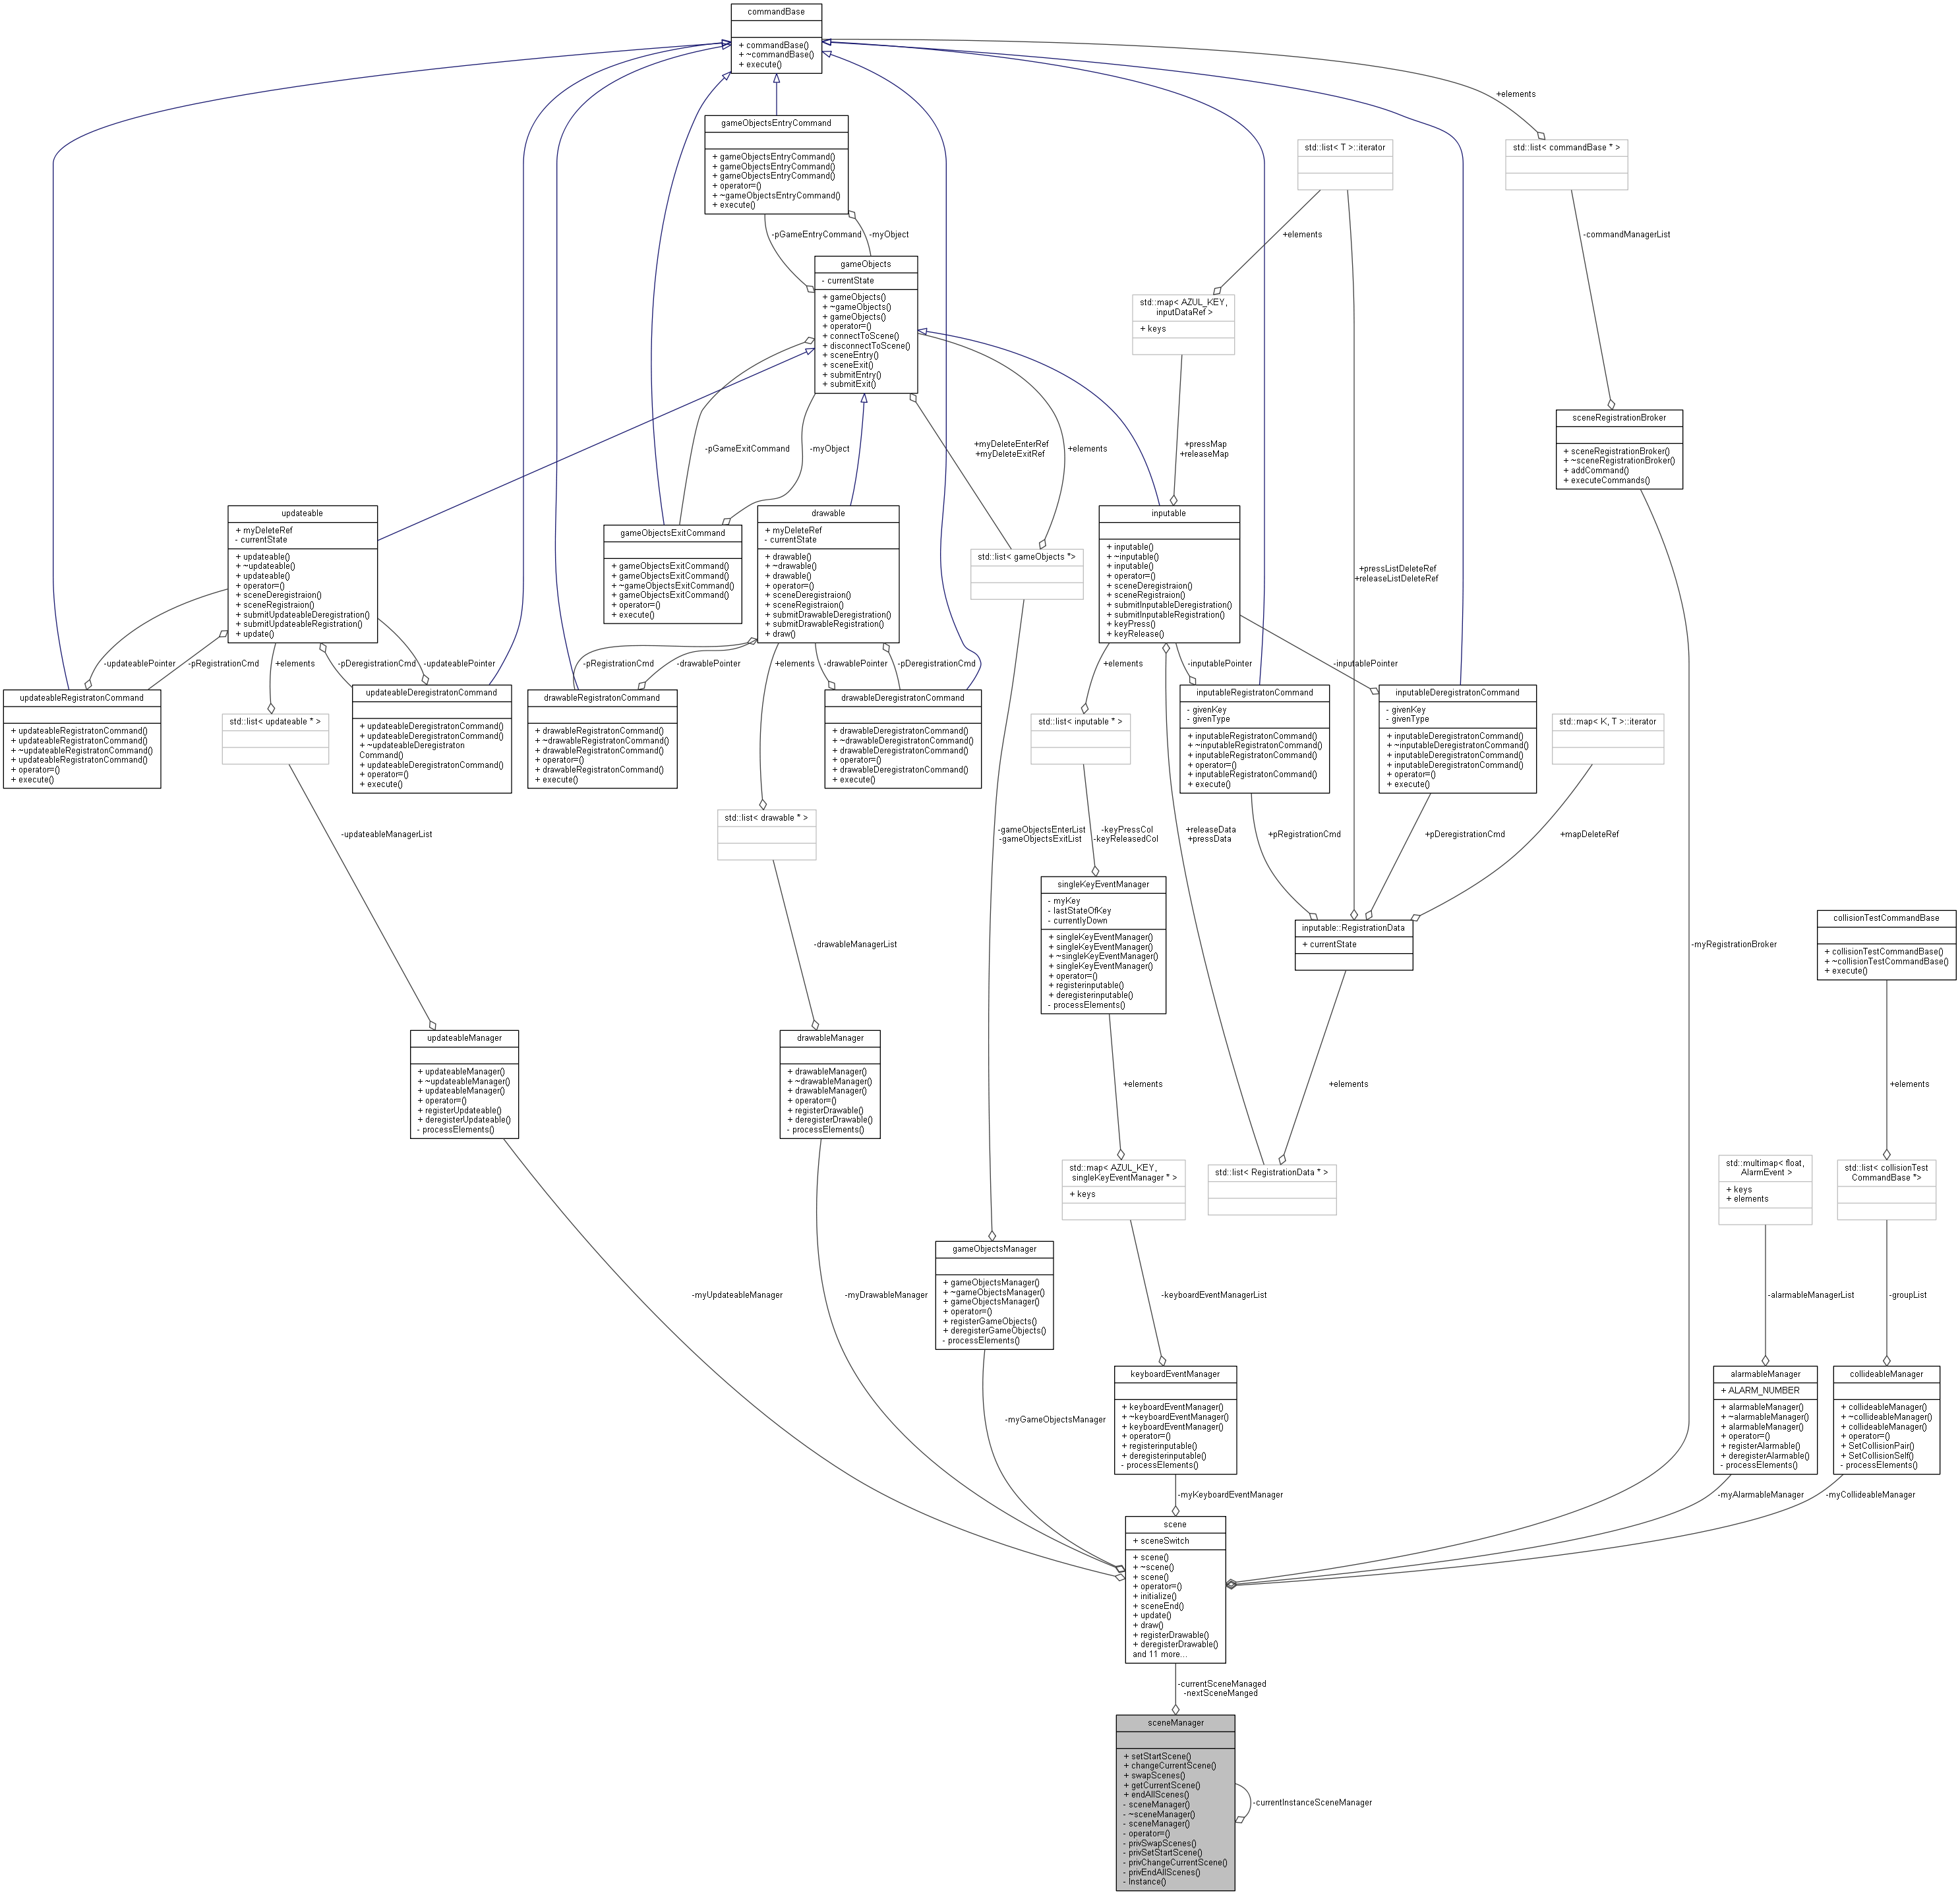 commandBase
+ commandBase()
+ ~commandBase()
+ execute()
+elements
gameObjectsEntryCommand
+ gameObjectsEntryCommand()
+ gameObjectsEntryCommand()
+ gameObjectsEntryCommand()
+ operator=()
+ ~gameObjectsEntryCommand()
+ execute()
std::list< T >::iterator
std::list< commandBase * >
-pGameEntryCommand
-myObject
+elements
-commandManagerList
gameObjects
- currentState
+ gameObjects()
+ ~gameObjects()
+ gameObjects()
+ operator=()
+ connectToScene()
+ disconnectToScene()
+ sceneEntry()
+ sceneExit()
+ submitEntry()
+ submitExit()
std::map< AZUL_KEY,
inputDataRef >
+ keys
sceneRegistrationBroker
+ sceneRegistrationBroker()
+ ~sceneRegistrationBroker()
+ addCommand()
+ executeCommands()
-pGameExitCommand
-myObject
+myDeleteEnterRef
+myDeleteExitRef
+elements
+pressMap
+releaseMap
updateable
+ myDeleteRef
- currentState
+ updateable()
+ ~updateable()
+ updateable()
+ operator=()
+ sceneDeregistraion()
+ sceneRegistraion()
+ submitUpdateableDeregistration()
+ submitUpdateableRegistration()
+ update()
gameObjectsExitCommand
+ gameObjectsExitCommand()
+ gameObjectsExitCommand()
+ ~gameObjectsExitCommand()
+ gameObjectsExitCommand()
+ operator=()
+ execute()
drawable
+ myDeleteRef
- currentState
+ drawable()
+ ~drawable()
+ drawable()
+ operator=()
+ sceneDeregistraion()
+ sceneRegistraion()
+ submitDrawableDeregistration()
+ submitDrawableRegistration()
+ draw()
std::list< gameObjects *>
inputable
+ inputable()
+ ~inputable()
+ inputable()
+ operator=()
+ sceneDeregistraion()
+ sceneRegistraion()
+ submitInputableDeregistration()
+ submitInputableRegistration()
+ keyPress()
+ keyRelease()
+pressListDeleteRef
+releaseListDeleteRef
-updateablePointer
-pRegistrationCmd
+elements
-pDeregistrationCmd
-updateablePointer
-pRegistrationCmd
-drawablePointer
+elements
-drawablePointer
-pDeregistrationCmd
+elements
-inputablePointer
-inputablePointer
updateableRegistratonCommand
+ updateableRegistratonCommand()
+ updateableRegistratonCommand()
+ ~updateableRegistratonCommand()
+ updateableRegistratonCommand()
+ operator=()
+ execute()
std::list< updateable * >
updateableDeregistratonCommand
+ updateableDeregistratonCommand()
+ updateableDeregistratonCommand()
+ ~updateableDeregistraton
Command()
+ updateableDeregistratonCommand()
+ operator=()
+ execute()
drawableRegistratonCommand
+ drawableRegistratonCommand()
+ ~drawableRegistratonCommand()
+ drawableRegistratonCommand()
+ operator=()
+ drawableRegistratonCommand()
+ execute()
drawableDeregistratonCommand
+ drawableDeregistratonCommand()
+ ~drawableDeregistratonCommand()
+ drawableDeregistratonCommand()
+ operator=()
+ drawableDeregistratonCommand()
+ execute()
std::list< inputable * >
inputableRegistratonCommand
- givenKey
- givenType
+ inputableRegistratonCommand()
+ ~inputableRegistratonCommand()
+ inputableRegistratonCommand()
+ operator=()
+ inputableRegistratonCommand()
+ execute()
inputableDeregistratonCommand
- givenKey
- givenType
+ inputableDeregistratonCommand()
+ ~inputableDeregistratonCommand()
+ inputableDeregistratonCommand()
+ inputableDeregistratonCommand()
+ operator=()
+ execute()
std::map< K, T >::iterator
std::list< drawable * >
-updateableManagerList
-gameObjectsEnterList
-gameObjectsExitList
-keyPressCol
-keyReleasedCol
+releaseData
+pressData
+pRegistrationCmd
+pDeregistrationCmd
+mapDeleteRef
singleKeyEventManager
- myKey
- lastStateOfKey
- currentlyDown
+ singleKeyEventManager()
+ singleKeyEventManager()
+ ~singleKeyEventManager()
+ singleKeyEventManager()
+ operator=()
+ registerinputable()
+ deregisterinputable()
- processElements()
inputable::RegistrationData
+ currentState
-drawableManagerList
-myRegistrationBroker
collisionTestCommandBase
+ collisionTestCommandBase()
+ ~collisionTestCommandBase()
+ execute()
updateableManager
+ updateableManager()
+ ~updateableManager()
+ updateableManager()
+ operator=()
+ registerUpdateable()
+ deregisterUpdateable()
- processElements()
drawableManager
+ drawableManager()
+ ~drawableManager()
+ drawableManager()
+ operator=()
+ registerDrawable()
+ deregisterDrawable()
- processElements()
+elements
+elements
+elements
std::map< AZUL_KEY,
singleKeyEventManager * >
+ keys
std::list< RegistrationData * >
std::multimap< float,
AlarmEvent >
+ keys
+ elements
std::list< collisionTest
CommandBase *>
gameObjectsManager
+ gameObjectsManager()
+ ~gameObjectsManager()
+ gameObjectsManager()
+ operator=()
+ registerGameObjects()
+ deregisterGameObjects()
- processElements()
-myUpdateableManager
-myDrawableManager
-keyboardEventManagerList
-alarmableManagerList
-groupList
keyboardEventManager
+ keyboardEventManager()
+ ~keyboardEventManager()
+ keyboardEventManager()
+ operator=()
+ registerinputable()
+ deregisterinputable()
- processElements()
alarmableManager
+ ALARM_NUMBER
+ alarmableManager()
+ ~alarmableManager()
+ alarmableManager()
+ operator=()
+ registerAlarmable()
+ deregisterAlarmable()
- processElements()
collideableManager
+ collideableManager()
+ ~collideableManager()
+ collideableManager()
+ operator=()
+ SetCollisionPair()
+ SetCollisionSelf()
- processElements()
-myGameObjectsManager
-myKeyboardEventManager
-myAlarmableManager
-myCollideableManager
scene
+ sceneSwitch
+ scene()
+ ~scene()
+ scene()
+ operator=()
+ initialize()
+ sceneEnd()
+ update()
+ draw()
+ registerDrawable()
+ deregisterDrawable()
and 11 more...
-currentSceneManaged
-nextSceneManged
sceneManager
+ setStartScene()
+ changeCurrentScene()
+ swapScenes()
+ getCurrentScene()
+ endAllScenes()
- sceneManager()
- ~sceneManager()
- sceneManager()
- operator=()
- privSwapScenes()
- privSetStartScene()
- privChangeCurrentScene()
- privEndAllScenes()
- Instance()
-currentInstanceSceneManager